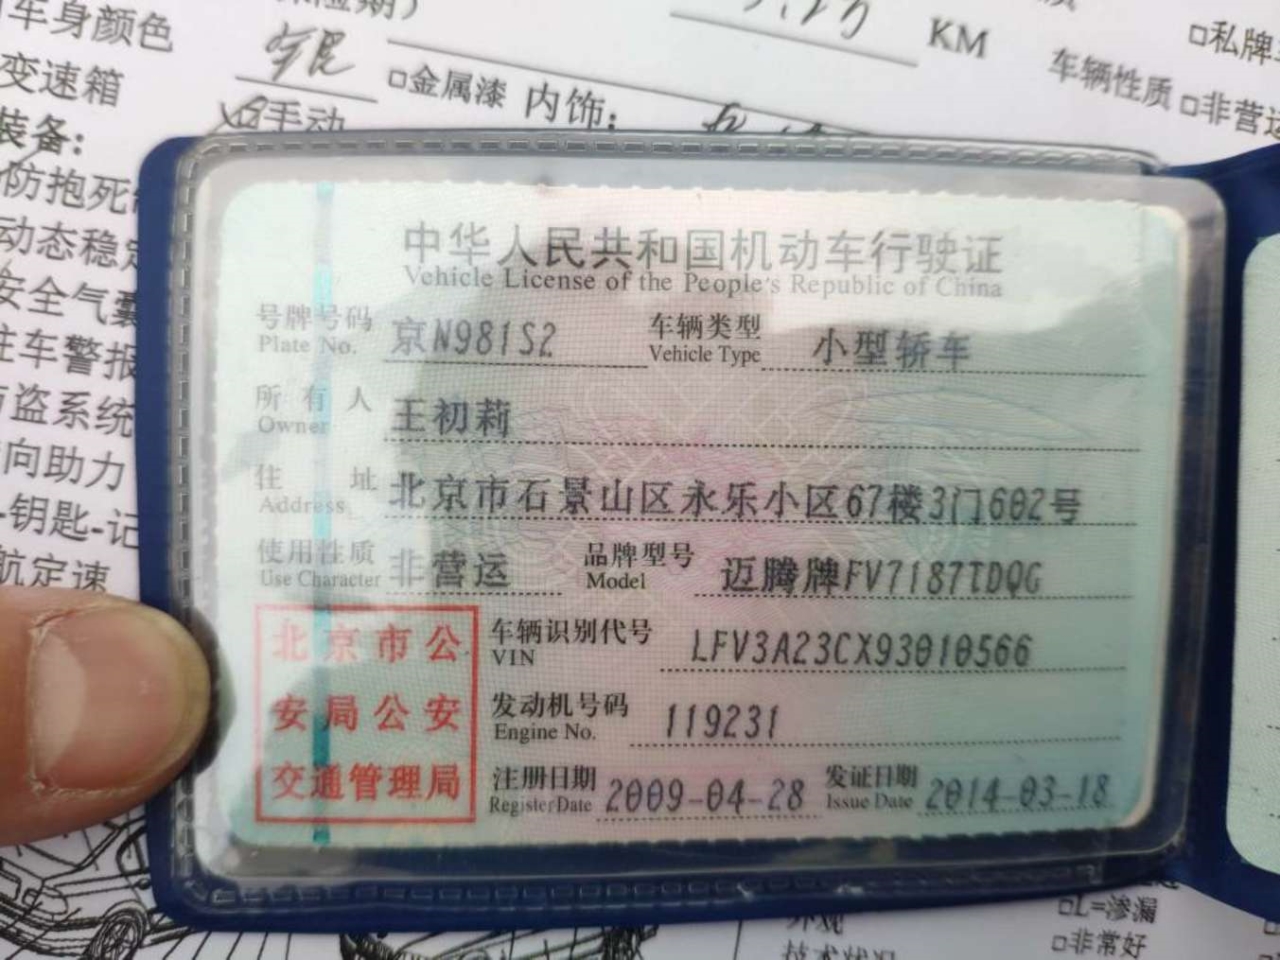 车身颜色
银
□金属漆 内饰：
KM
□私牌
变速箱
手动
车辆性质 □非营运
装备：
防抱死
动态稳定
安全气囊
车警报
盗系统
向助力
-钥匙-记
航定速
中华人民共和国机动车行驶证
Vehicle License of the People's Republic of China
号牌号码 京N981S2 车辆类型 小型轿车
Plate No. Vehicle Type
所有人 王初莉
Owner
住址 北京市石景山区永乐小区67楼3门602号
Address
使用性质 非营运 品牌型号 迈腾牌FV7187TDQG
Use Character Model
北京市公
安局公安
交通管理局
车辆识别代号 LFV3A23CX93010566
VIN
发动机号码 119231
Engine No.
注册日期 2009-04-28 发证日期 2014-03-18
Register Date Issue Date
外观
技术状况
□L=渗漏
□非常好